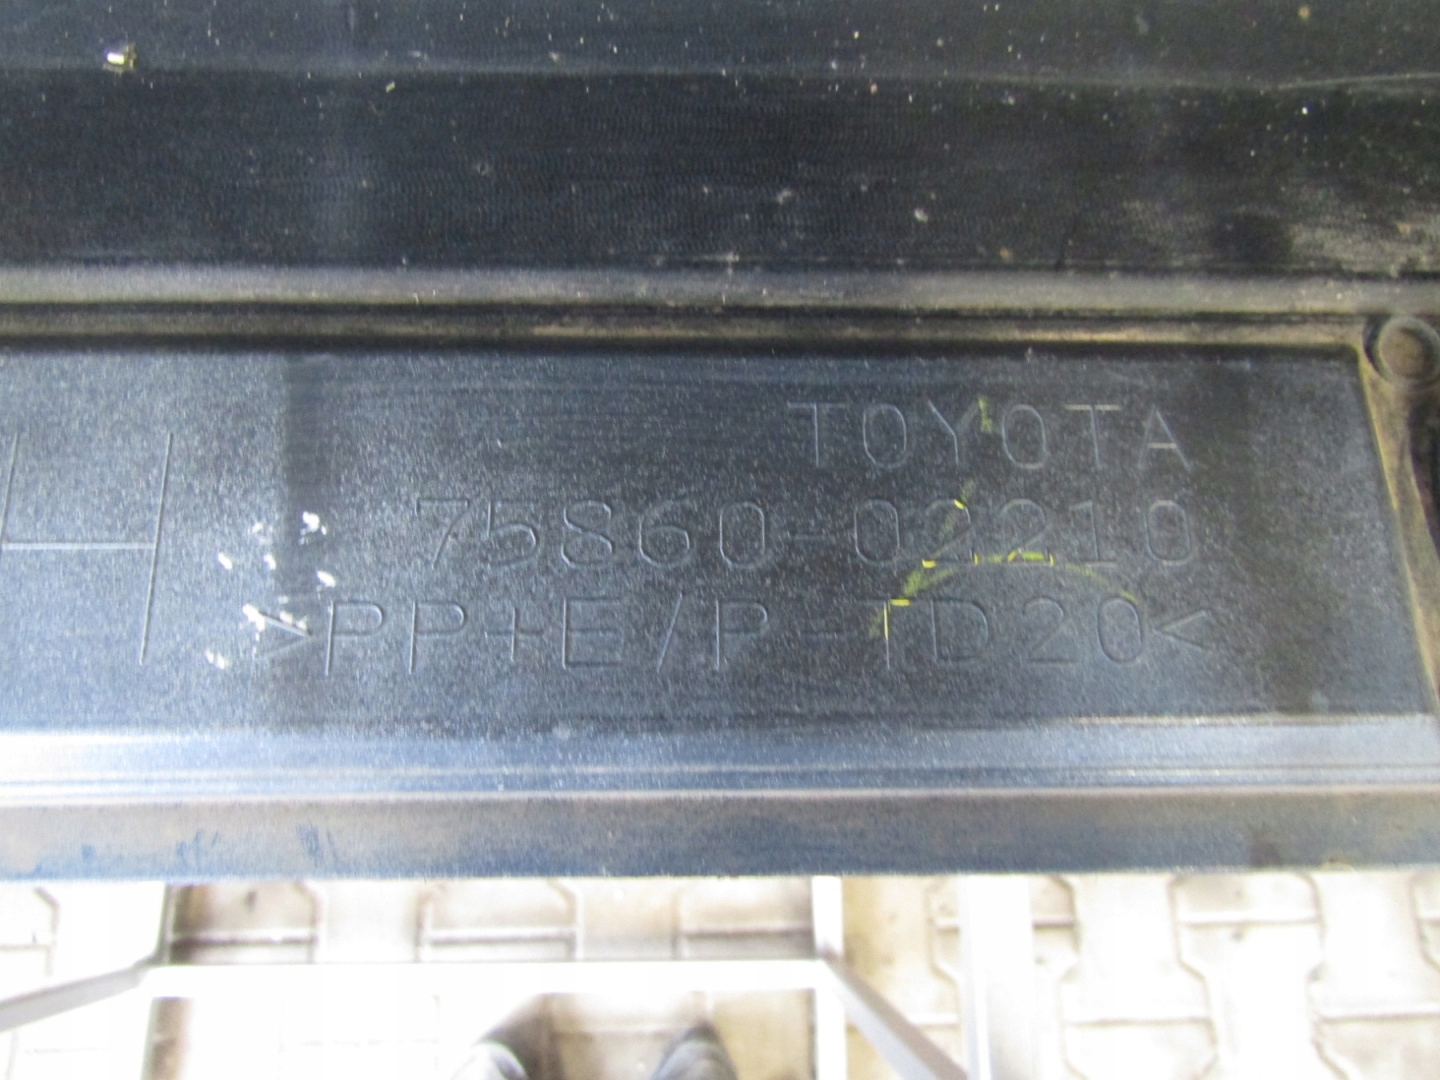 H
TOYOTA
75860-02210
>PP+E/P-TD20<